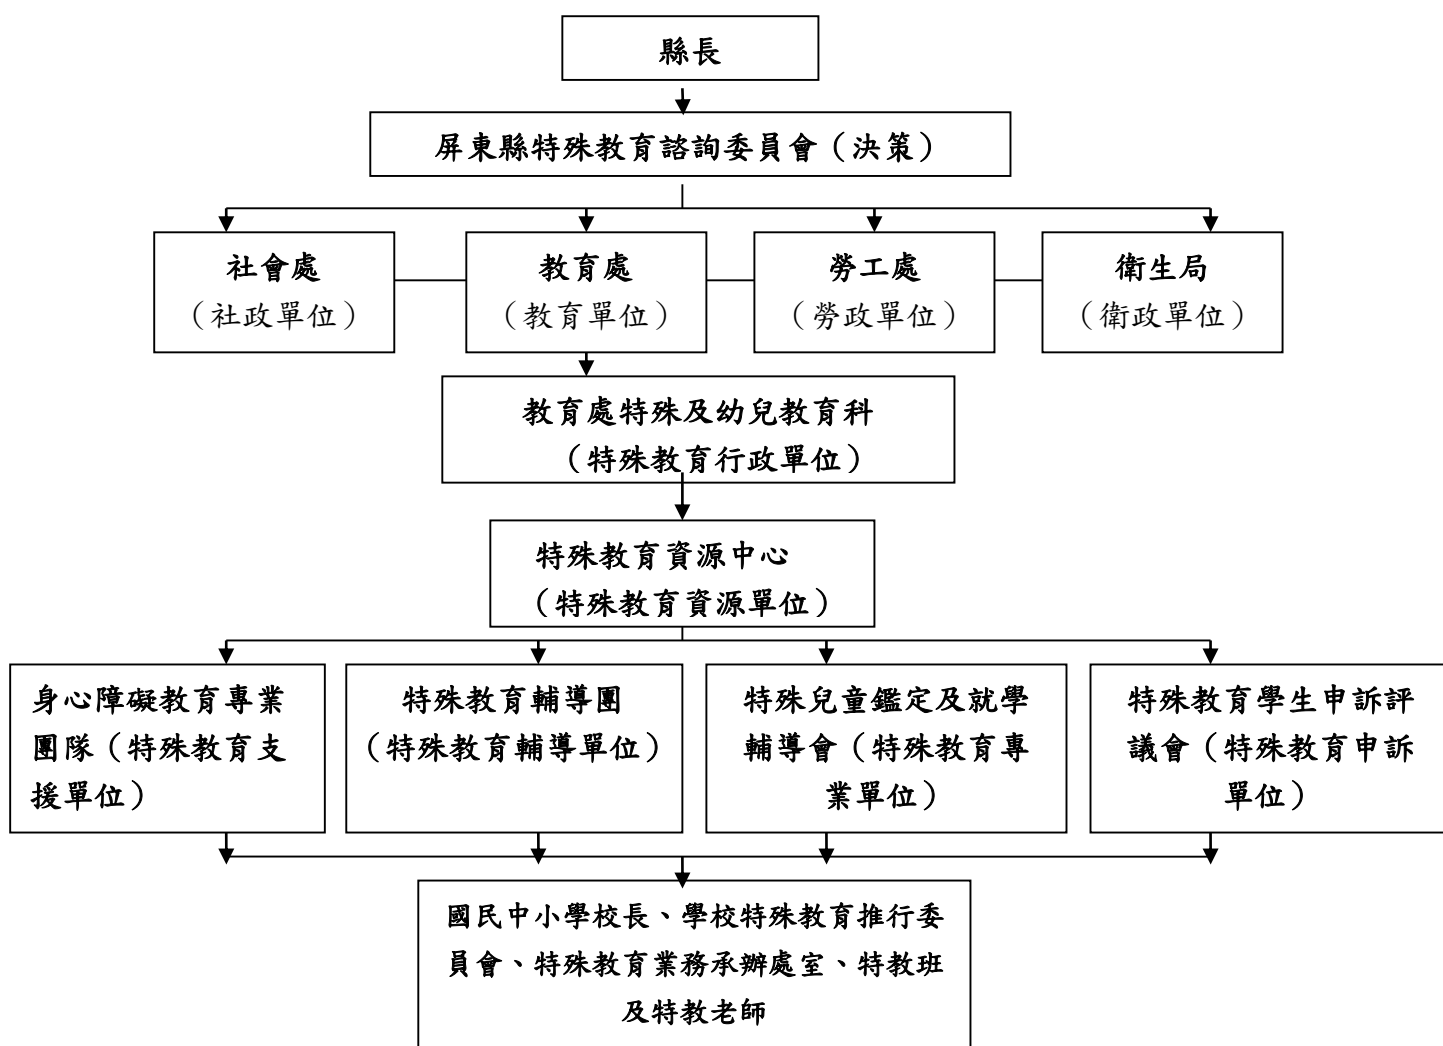 縣長
屏東縣特殊教育諮詢委員會（決策）
社會處
（社政單位）
教育處
（教育單位）
勞工處
（勞政單位）
衛生局
（衛政單位）
教育處特殊及幼兒教育科
（特殊教育行政單位）
特殊教育資源中心
（特殊教育資源單位）
身心障礙教育專業
團隊（特殊教育支
援單位）
特殊教育輔導團
（特殊教育輔導單位）
特殊兒童鑑定及就學
輔導會（特殊教育專
業單位）
特殊教育學生申訴評
議會（特殊教育申訴
單位）
國民中小學校長、學校特殊教育推行委
員會、特殊教育業務承辦處室、特教班
及特教老師